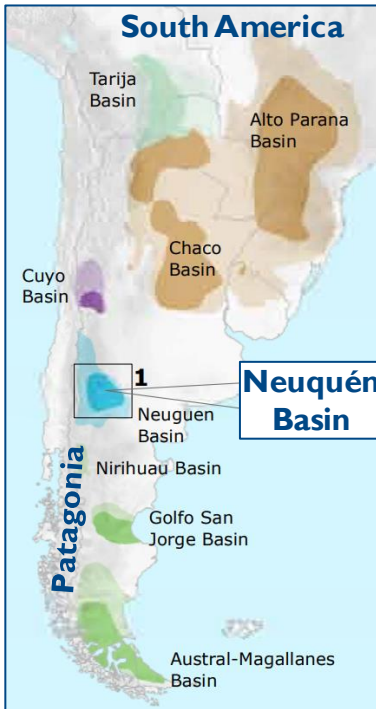 South America
Tarija
Basin
Alto Parana
Basin
Chaco
Basin
Cuyo
Basin
1
Neuquén
Basin
Neuguen
Basin
Patagonia
Nirihuau Basin
Golfo San
Jorge Basin
Austral-Magallanes
Basin